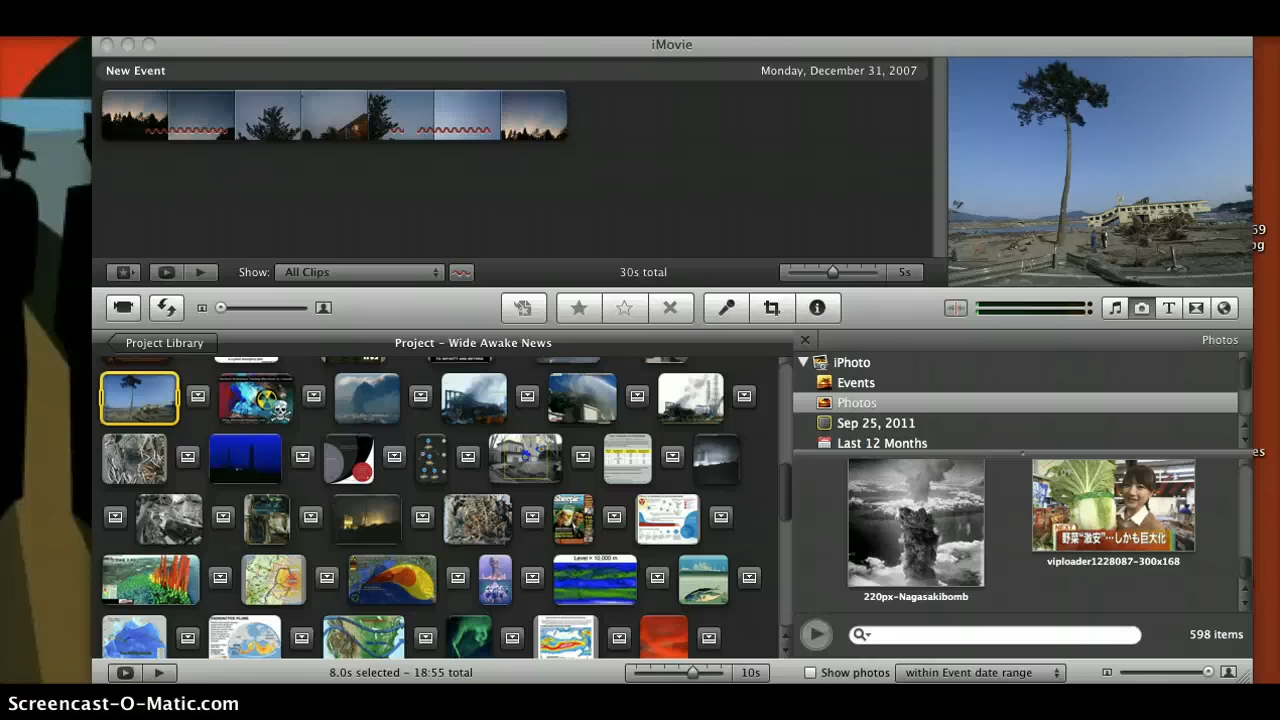 iMovie
New Event
Monday, December 31, 2007
Show:
All Clips
30s total
5s
Project Library
Project – Wide Awake News
Photos
iPhoto
Events
Photos
Sep 25, 2011
Last 12 Months
Level > 10,000 m
野菜“激安”…しかも巨大化
viploader1228087-300x168
220px-Nagasakibomb
598 items
8.0s selected – 18:55 total
10s
Show photos
within Event date range
Screencast-O-Matic.com